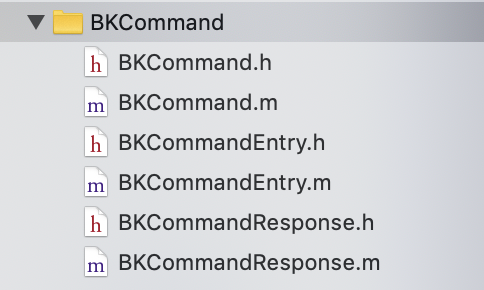 BKCommand
h BKCommand.h
m BKCommand.m
h BKCommandEntry.h
m BKCommandEntry.m
h BKCommandResponse.h
m BKCommandResponse.m